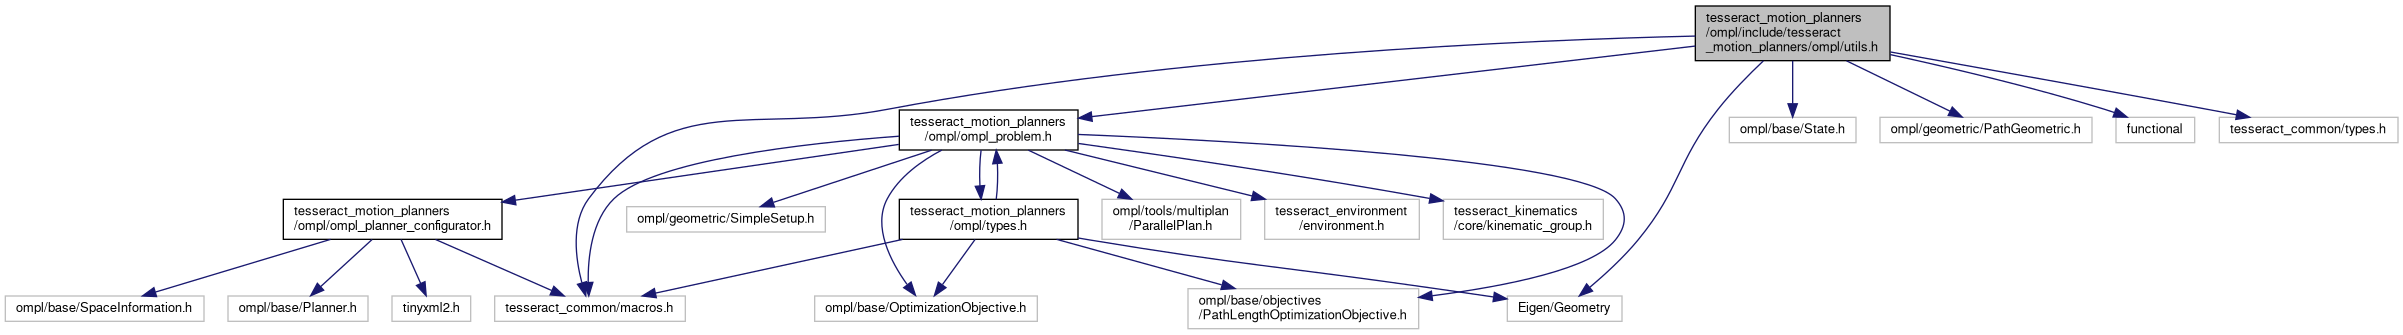 tesseract_motion_planners
/ompl/include/tesseract
_motion_planners/ompl/utils.h
tesseract_motion_planners
/ompl/ompl_problem.h
ompl/base/State.h
ompl/geometric/PathGeometric.h
functional
tesseract_common/types.h
tesseract_motion_planners
/ompl/ompl_planner_configurator.h
ompl/geometric/SimpleSetup.h
tesseract_motion_planners
/ompl/types.h
ompl/tools/multiplan
/ParallelPlan.h
tesseract_environment
/environment.h
tesseract_kinematics
/core/kinematic_group.h
ompl/base/SpaceInformation.h
ompl/base/Planner.h
tinyxml2.h
tesseract_common/macros.h
ompl/base/OptimizationObjective.h
ompl/base/objectives
/PathLengthOptimizationObjective.h
Eigen/Geometry